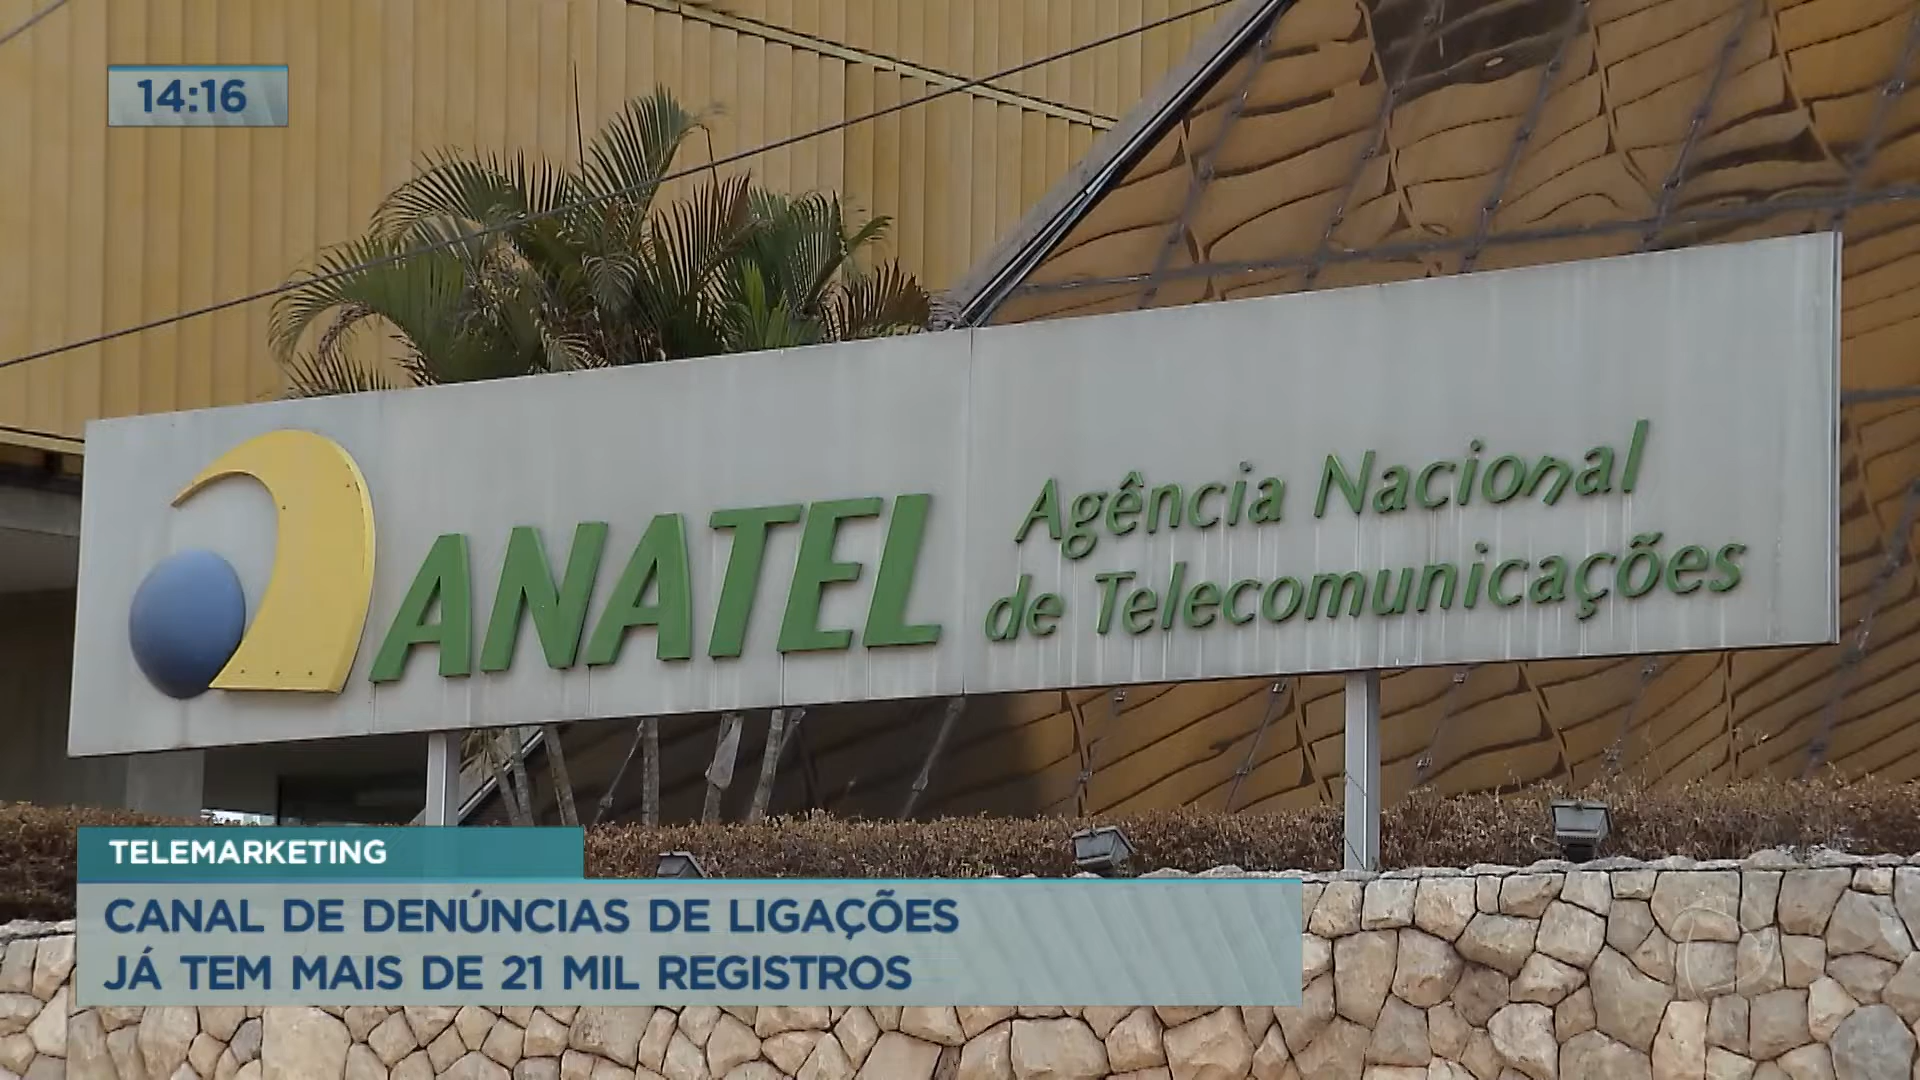 14:16
ANATEL
Agência Nacional
de Telecomunicações
TELEMARKETING
CANAL DE DENÚNCIAS DE LIGAÇÕES
JÁ TEM MAIS DE 21 MIL REGISTROS